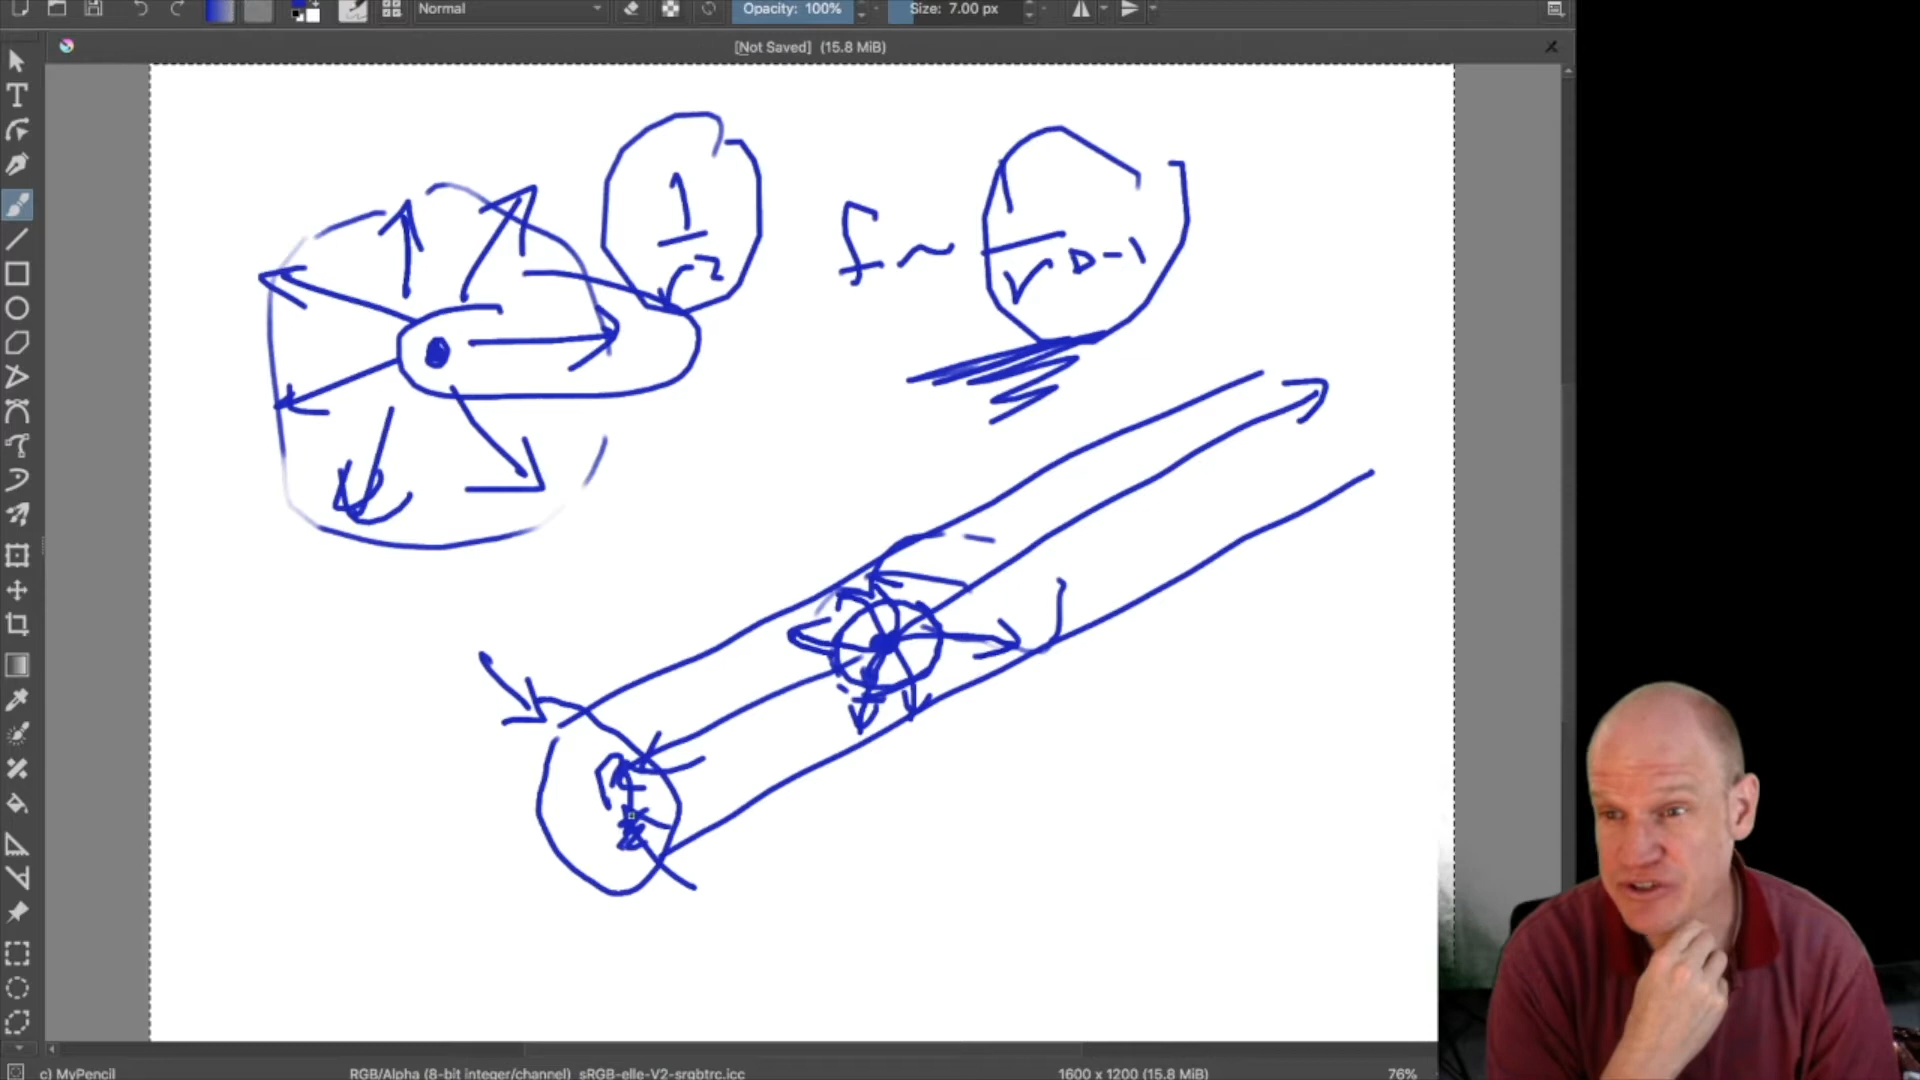 Normal
Opacity: 100%
Size: 7.00 px
[Not Saved] (15.8 MiB)
1
r2
f ~
1
rD-1
R
c) MyPencil
RGB/Alpha (8-bit integer/channel) sRGB-elle-V2-srgbtrc.icc
1600 x 1200 (15.8 MiB)
76%